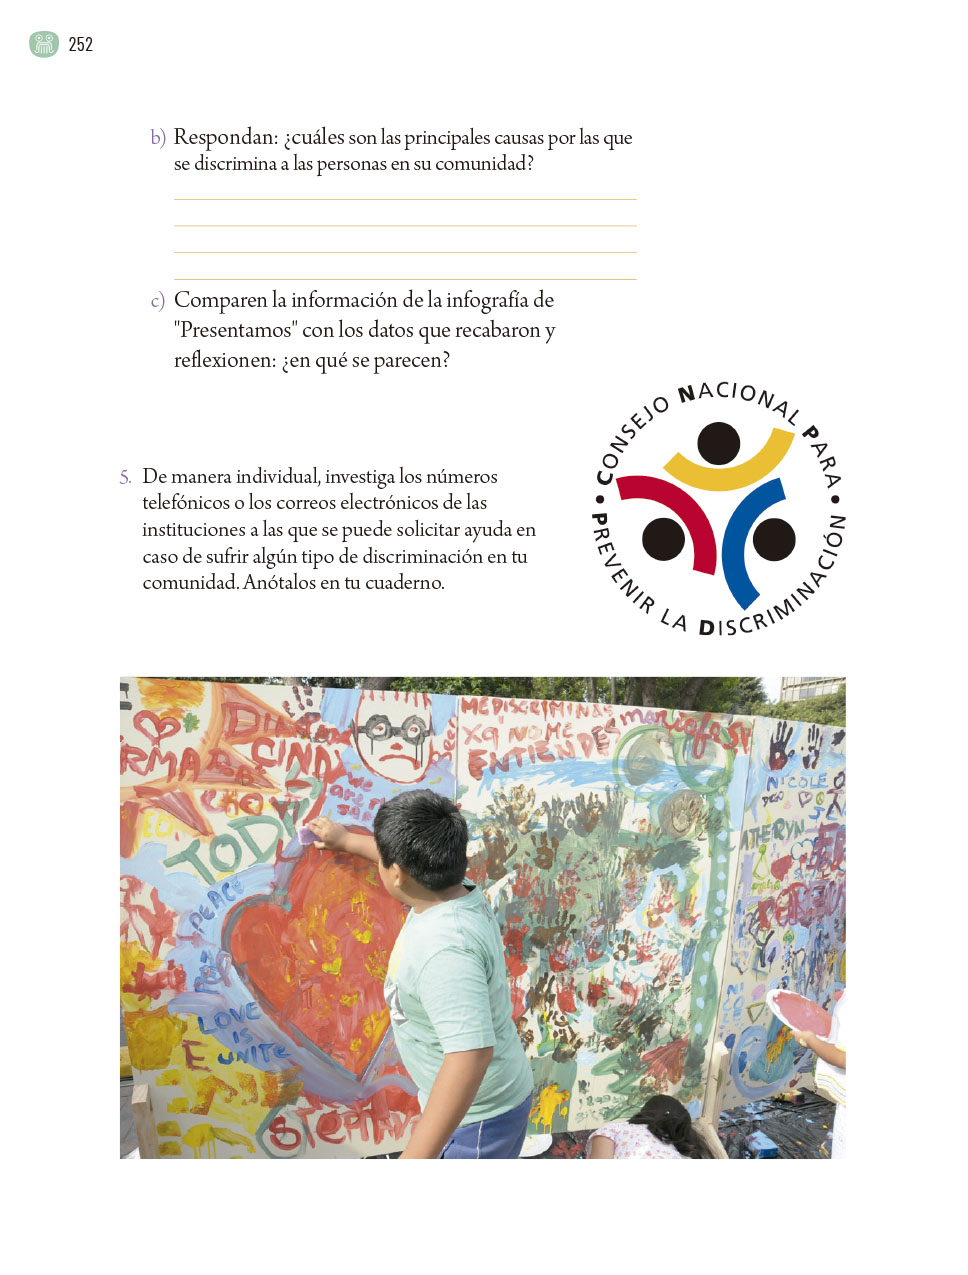 252
b) Respondan: ¿cuáles son las principales causas por las que
se discrimina a las personas en su comunidad?
c) Comparen la información de la infografía de
"Presentamos" con los datos que recabaron y
reflexionen: ¿en qué se parecen?
CONSEJO NACIONAL PARA
PREVENIR LA DISCRIMINACIÓN
5. De manera individual, investiga los números
telefónicos o los correos electrónicos de las
instituciones a las que se puede solicitar ayuda en
caso de sufrir algún tipo de discriminación en tu
comunidad. Anótalos en tu cuaderno.
ME DISCRIMINAS
XQ NO ME
ENTIENDES
NICOLE
TODA
PEACE
LOVE
IS
UNITE